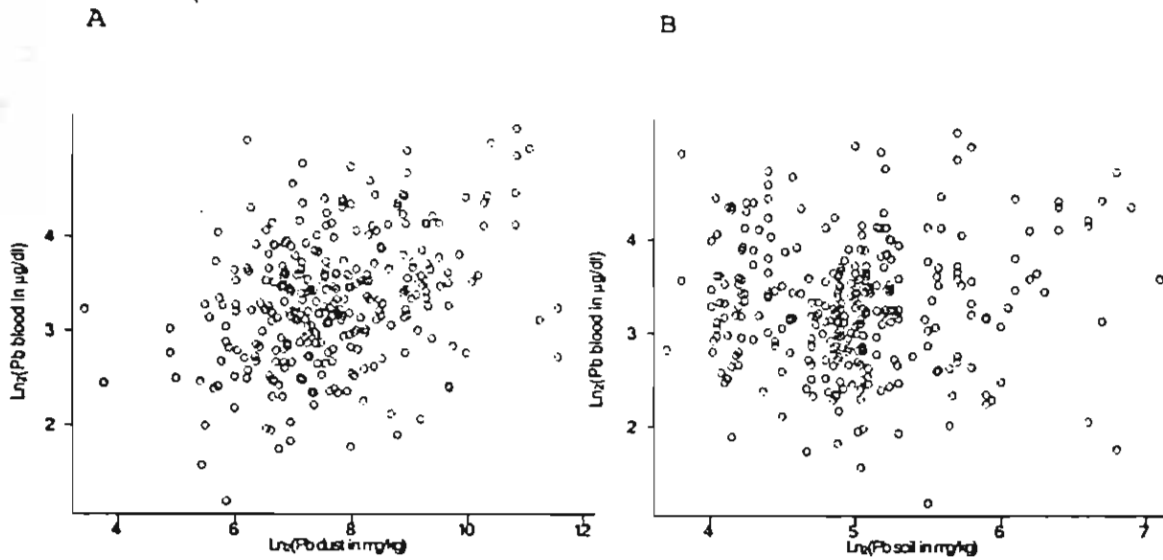 A
B
Ln₂(Pb blood in µg/dl)
4
3
2
4
6
8
10
12
Ln₂(Pb dust in mg/kg)
Ln₂(Pb blood in µg/dl)
4
3
2
4
5
6
7
Ln₂(Pb soil in mg/kg)